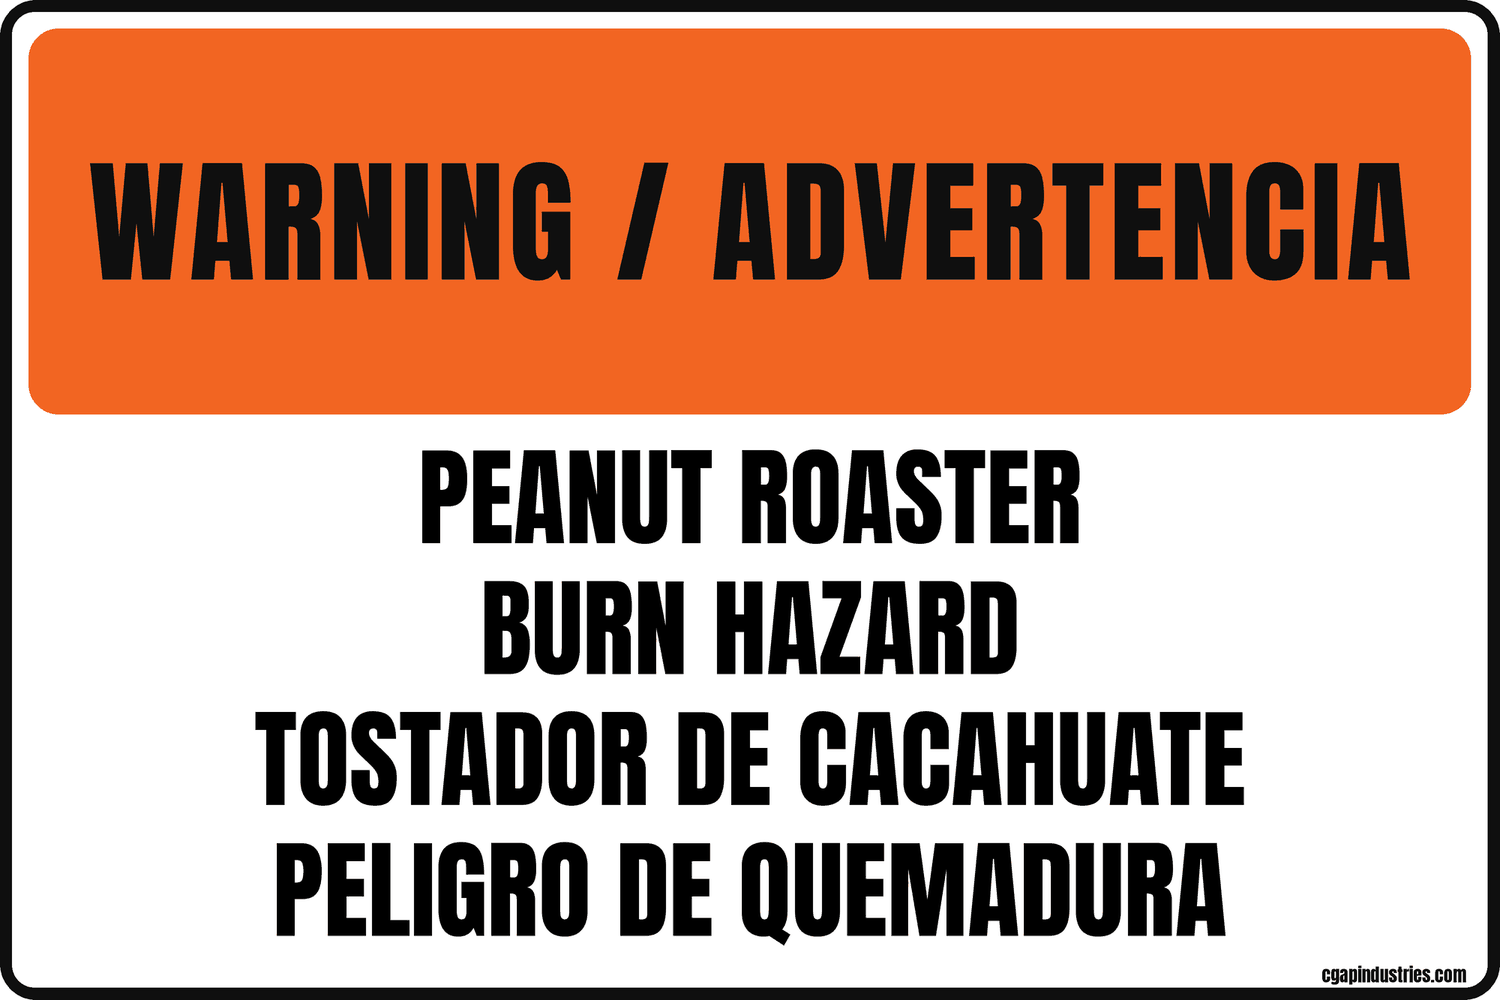 WARNING / ADVERTENCIA
PEANUT ROASTER
BURN HAZARD
TOSTADOR DE CACAHUATE
PELIGRO DE QUEMADURA
cgapindustries.com